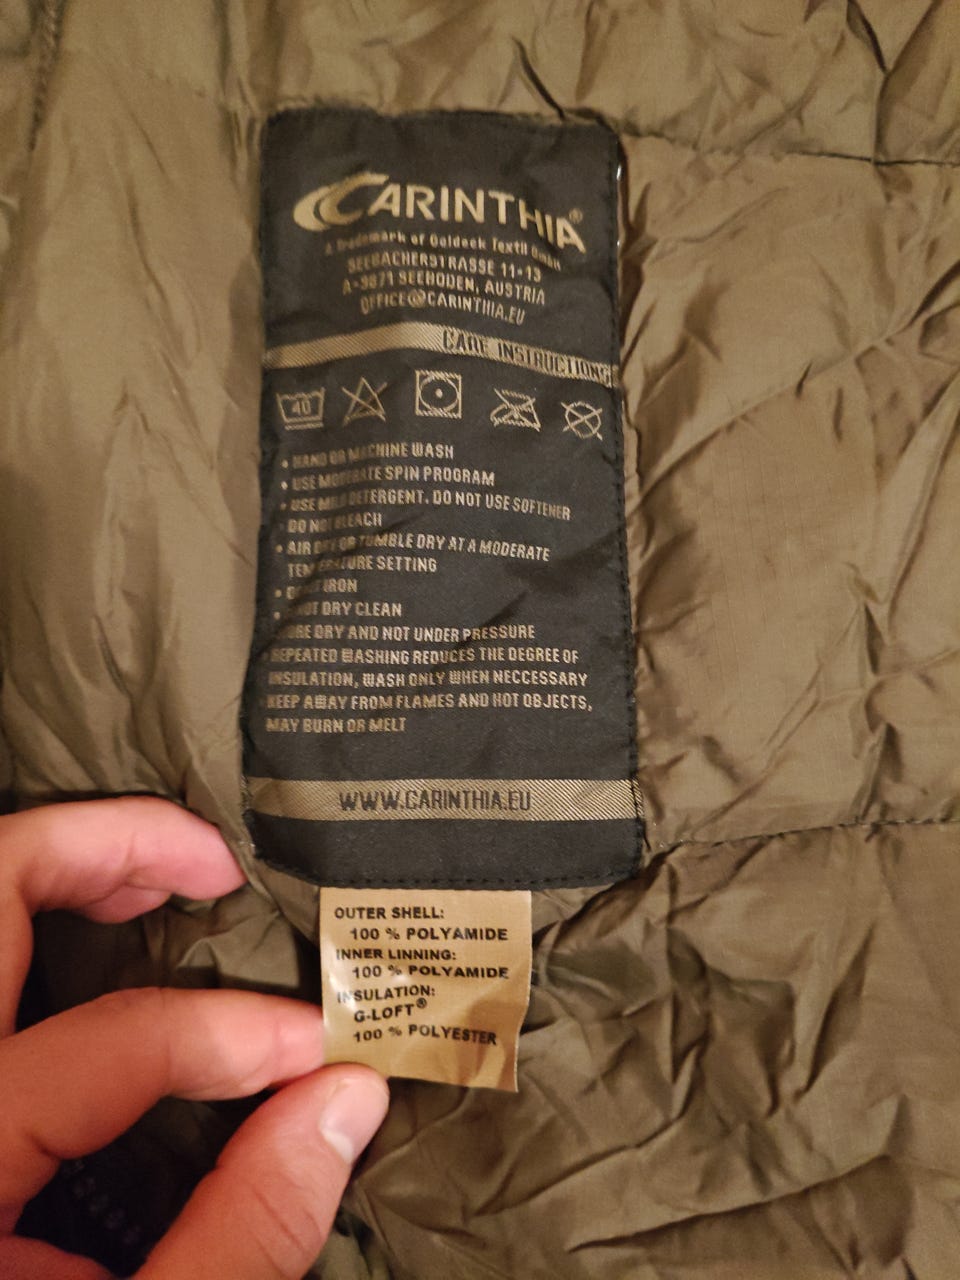 CARINTHIA®
A Trademark of Goldeck Textil GmbH
SEEBACHERSTRASSE 11-13
A-9871 SEEBODEN, AUSTRIA
OFFICE@CARINTHIA.EU
CARE INSTRUCTIONS
40
• HAND OR MACHINE WASH
• USE MODERATE SPIN PROGRAM
• USE MILD DETERGENT. DO NOT USE SOFTENER
• DO NOT BLEACH
• AIR DRY OR TUMBLE DRY AT A MODERATE
TEMPERATURE SETTING
• DO NOT IRON
• NOT DRY CLEAN
STORE DRY AND NOT UNDER PRESSURE
• REPEATED WASHING REDUCES THE DEGREE OF
INSULATION, WASH ONLY WHEN NECCESSARY
• KEEP AWAY FROM FLAMES AND HOT OBJECTS,
MAY BURN OR MELT
WWW.CARINTHIA.EU
OUTER SHELL:
100 % POLYAMIDE
INNER LINNING:
100 % POLYAMIDE
INSULATION:
G-LOFT®
100 % POLYESTER